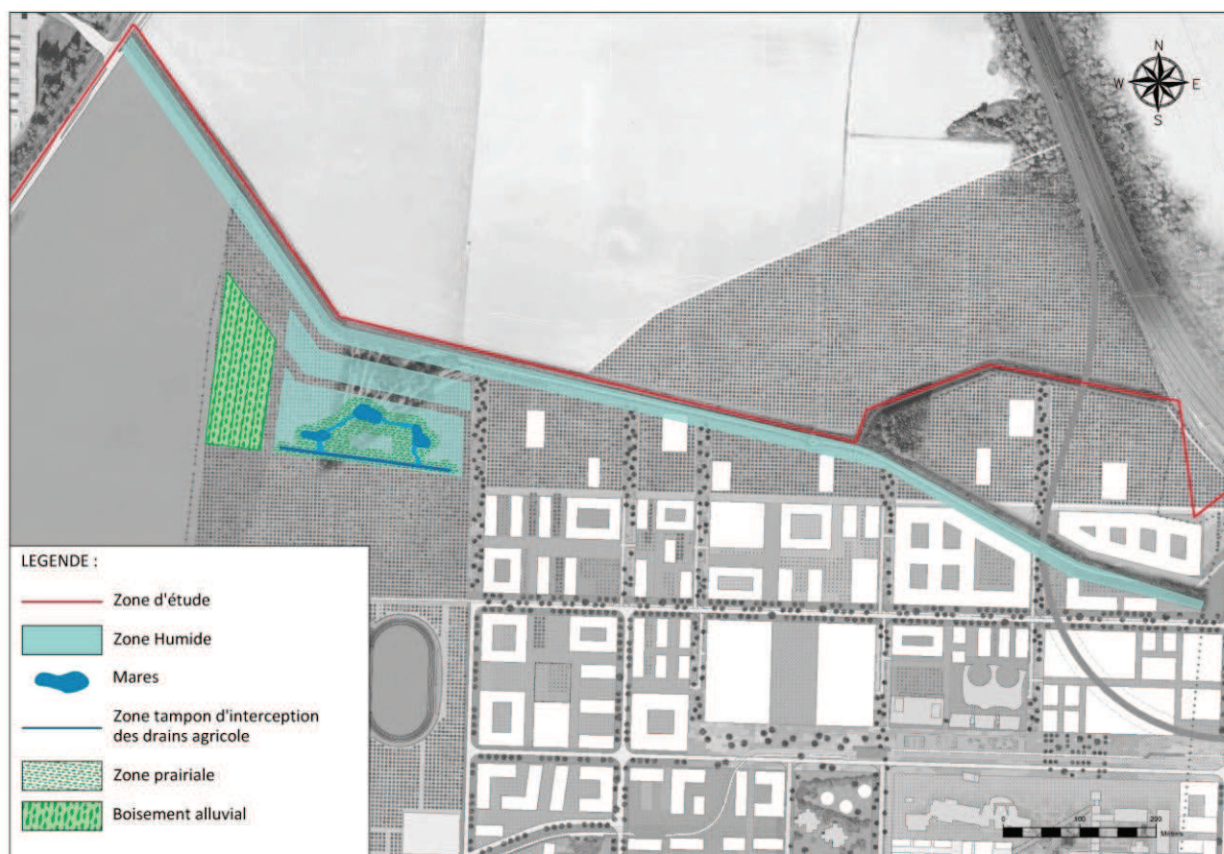 N
W E
S
LEGENDE :
Zone d'étude
Zone Humide
Mares
Zone tampon d'interception
des drains agricole
Zone prairiale
Boisement alluvial
0 100 200
Mètres